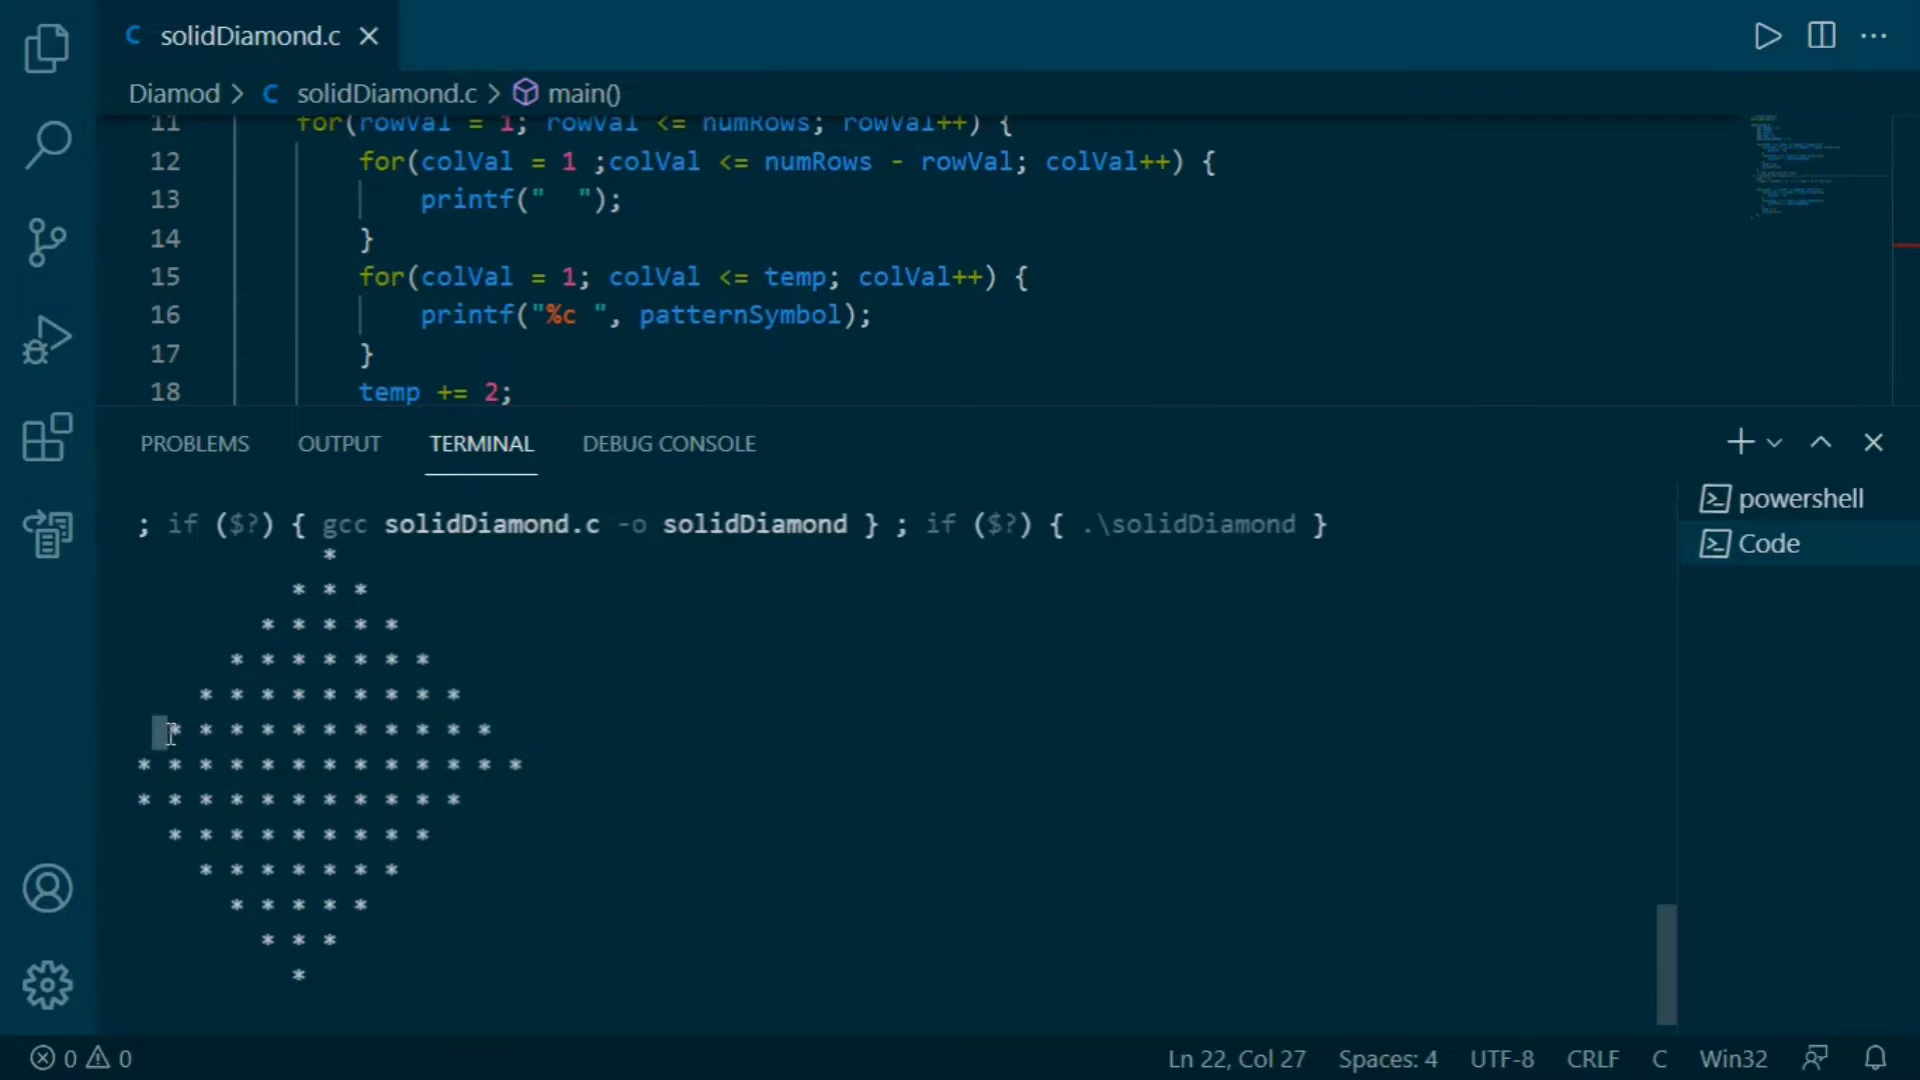 solidDiamond.c
Diamod > C solidDiamond.c > main()
11 for(rowVal = 1; rowVal <= numRows; rowVal++) {
12 for(colVal = 1 ;colVal <= numRows - rowVal; colVal++) {
13 printf("  ");
14 }
15 for(colVal = 1; colVal <= temp; colVal++) {
16 printf("%c ", patternSymbol);
17 }
18 temp += 2;
PROBLEMS OUTPUT TERMINAL DEBUG CONSOLE
powershell
Code
; if ($?) { gcc solidDiamond.c -o solidDiamond } ; if ($?) { .\solidDiamond }
            *
          * * *
        * * * * *
      * * * * * * *
    * * * * * * * * *
  * * * * * * * * * * *
* * * * * * * * * * * * *
* * * * * * * * * * *
  * * * * * * * * *
    * * * * * * *
      * * * * *
        * * *
          *
0 0 Ln 22, Col 27 Spaces: 4 UTF-8 CRLF C Win32